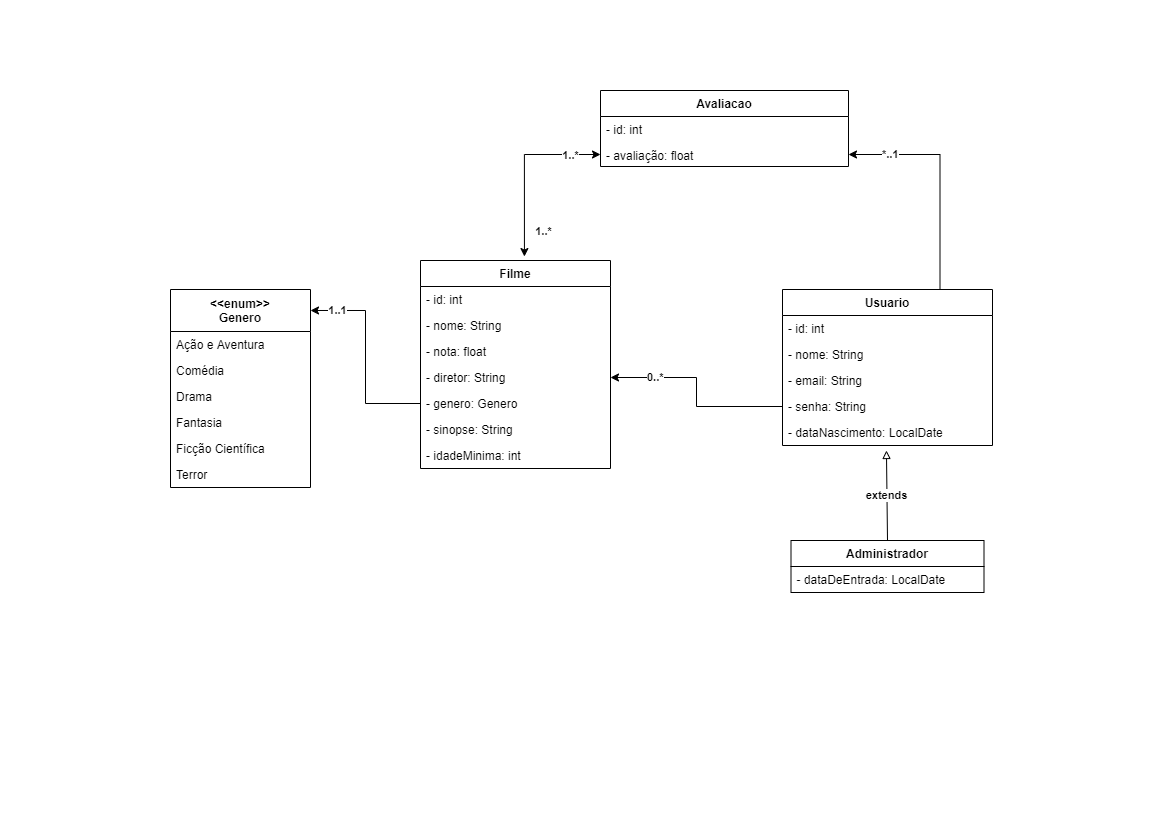 Avaliacao
- id: int
- avaliação: float
1..*
*..1
1..*
Filme
- id: int
- nome: String
- nota: float
- diretor: String
- genero: Genero
- sinopse: String
- idadeMinima: int
<<enum>>
Genero
Ação e Aventura
Comédia
Drama
Fantasia
Ficção Científica
Terror
1..1
0..*
Usuario
- id: int
- nome: String
- email: String
- senha: String
- dataNascimento: LocalDate
extends
Administrador
- dataDeEntrada: LocalDate